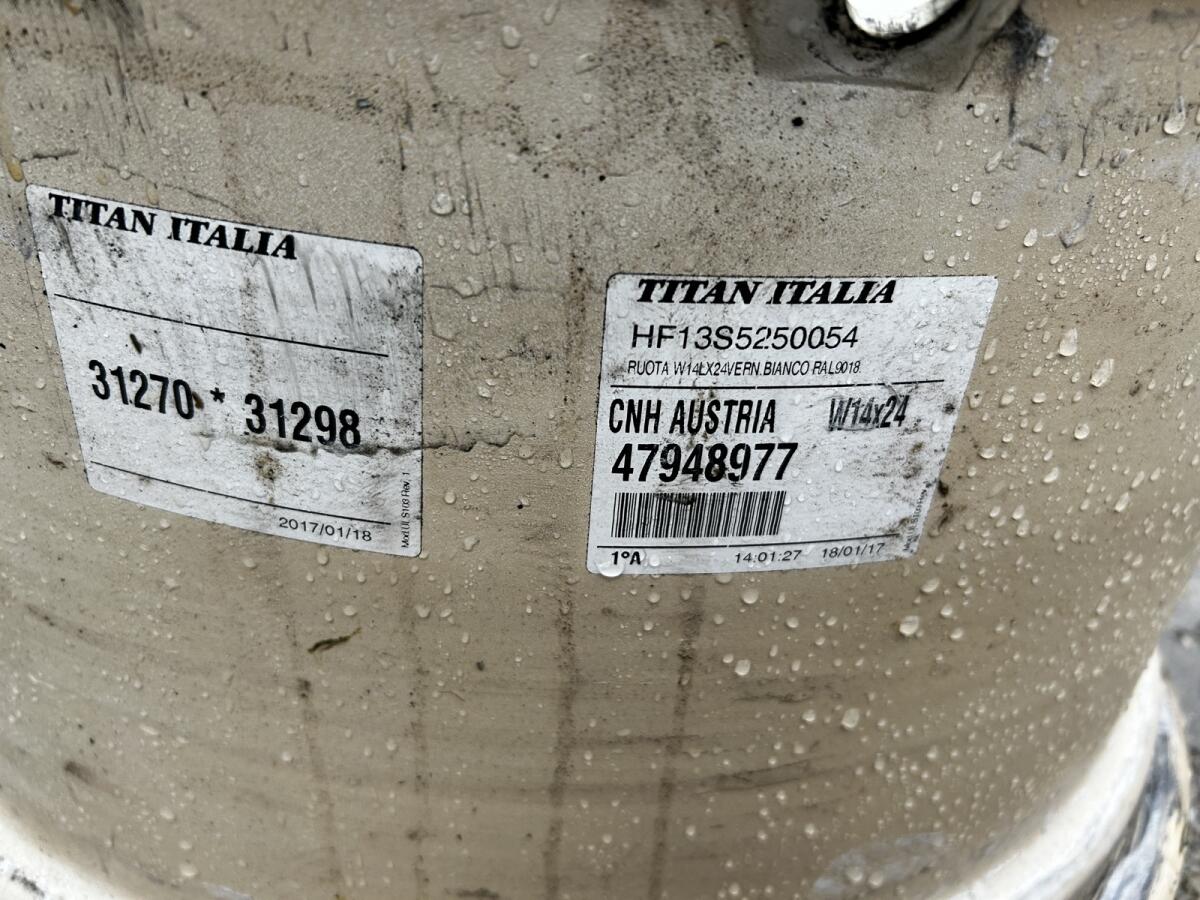 TITAN ITALIA
31270 * 31298
2017/01/18
TITAN ITALIA
HF13S5250054
RUOTA W14LX24VERN.BIANCO RAL9018
CNH AUSTRIA W14x24
47948977
1°A 14:01:27 18/01/17